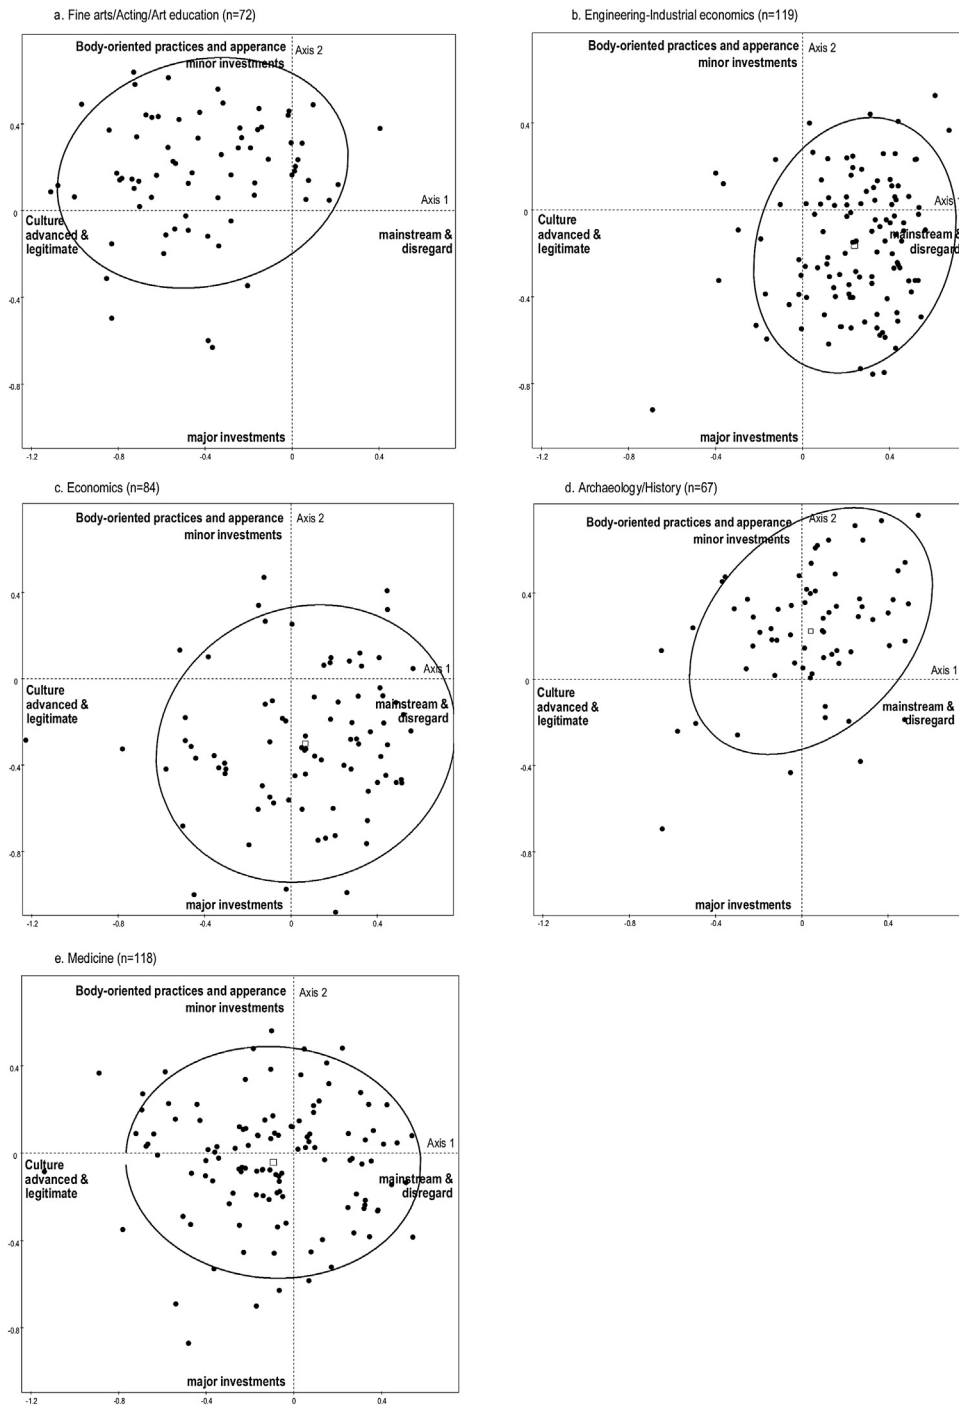 a. Fine arts/Acting/Art education (n=72)
Body-oriented practices and apperance
minor investments
Axis 2
0.4
Axis 1
0
Culture
advanced &
legitimate
mainstream &
disregard
-0.4
-0.8
major investments
-1.2
-0.8
-0.4
0
0.4
b. Engineering-Industrial economics (n=119)
Body-oriented practices and apperance
minor investments
Axis 2
0.4
Axis 1
0
Culture
advanced &
legitimate
mainstream &
disregard
-0.4
-0.8
major investments
-1.2
-0.8
-0.4
0
0.4
c. Economics (n=84)
Body-oriented practices and apperance
minor investments
Axis 2
0.4
Axis 1
0
Culture
advanced &
legitimate
mainstream &
disregard
-0.4
-0.8
major investments
-1.2
-0.8
-0.4
0
0.4
d. Archaeology/History (n=67)
Body-oriented practices and apperance
minor investments
Axis 2
0.4
Axis 1
0
Culture
advanced &
legitimate
mainstream &
disregard
-0.4
-0.8
major investments
-1.2
-0.8
-0.4
0
0.4
e. Medicine (n=118)
Body-oriented practices and apperance
minor investments
Axis 2
0.4
Axis 1
0
Culture
advanced &
legitimate
mainstream &
disregard
-0.4
-0.8
major investments
-1.2
-0.8
-0.4
0
0.4